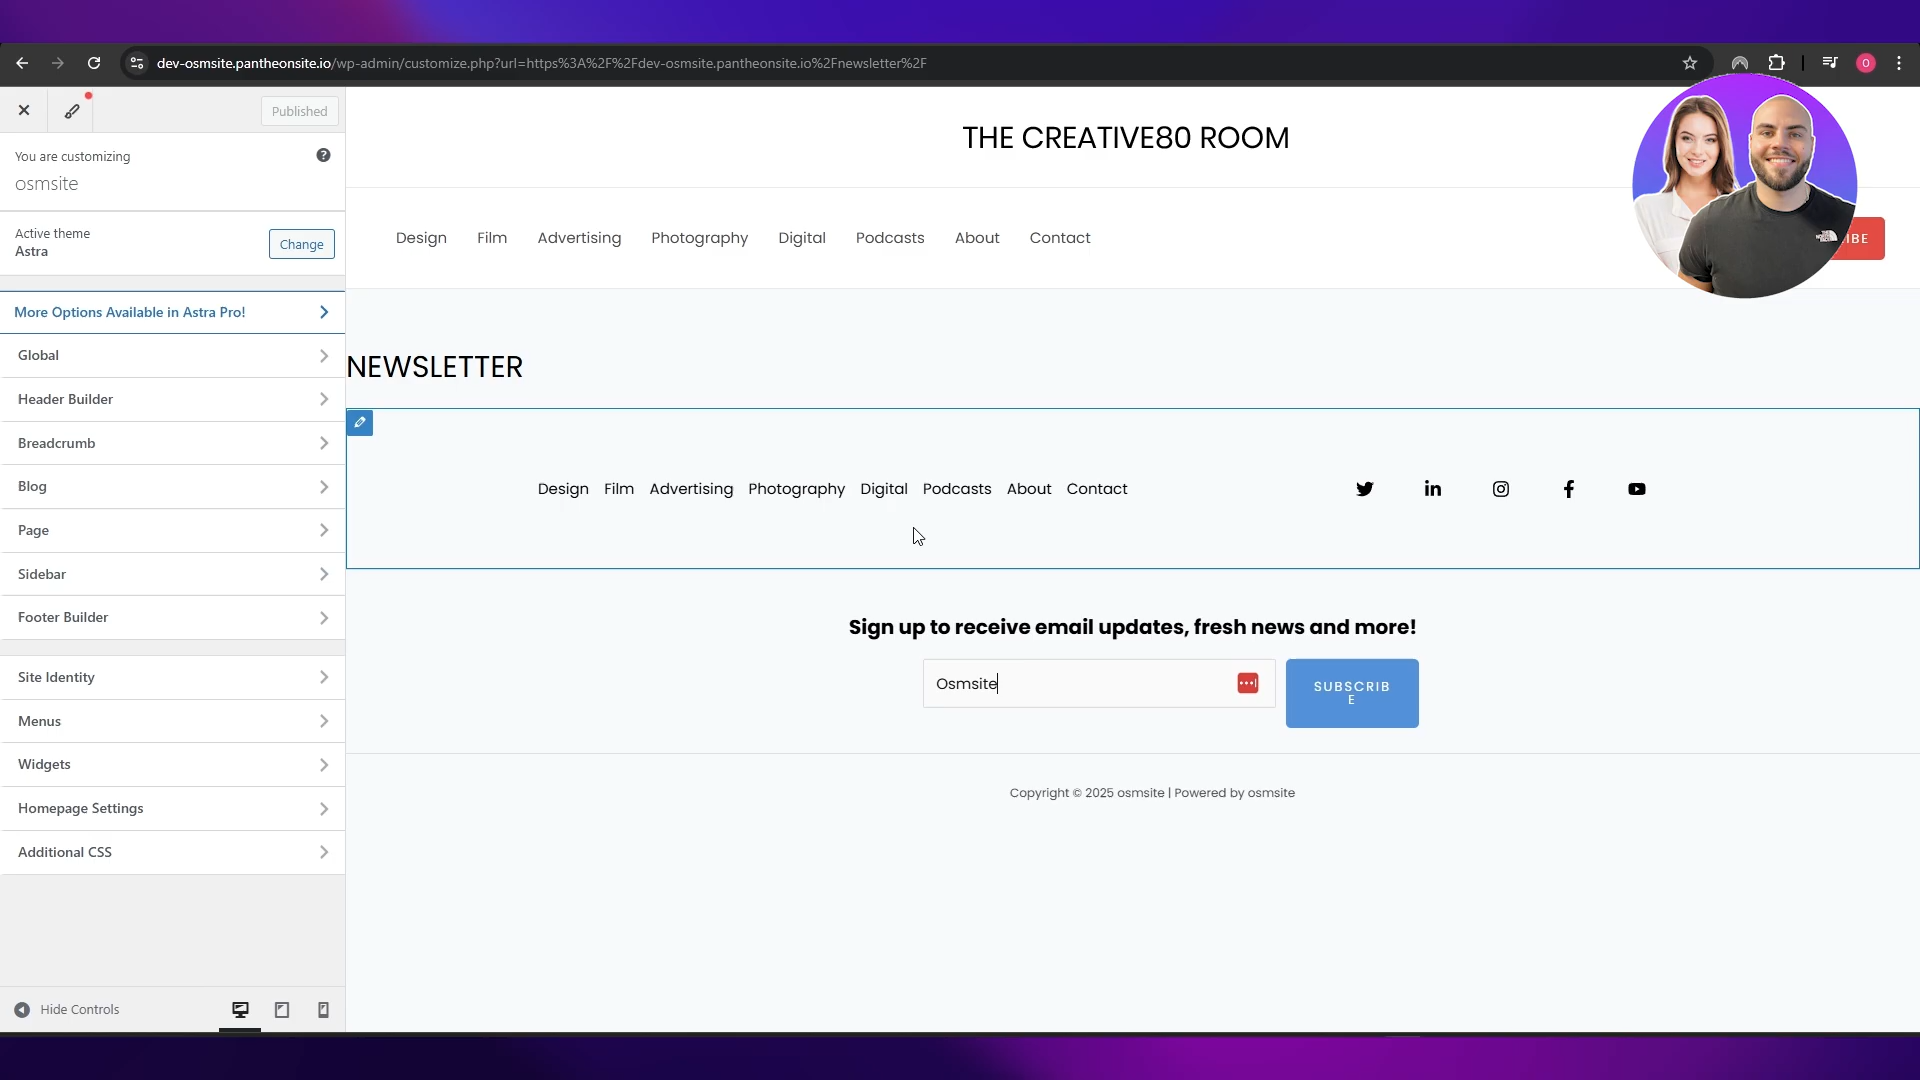 dev-osmsite.pantheonsite.io/wp-admin/customize.php?url=https%3A%2F%2Fdev-osmsite.pantheonsite.io%2Fnewsletter%2F
O
Published
You are customizing
osmsite
Active theme
Astra
Change
More Options Available in Astra Pro!
Global
Header Builder
Breadcrumb
Blog
Page
Sidebar
Footer Builder
Site Identity
Menus
Widgets
Homepage Settings
Additional CSS
Hide Controls
THE CREATIVE80 ROOM
Design Film Advertising Photography Digital Podcasts About Contact
NEWSLETTER
Design Film Advertising Photography Digital Podcasts About Contact
Sign up to receive email updates, fresh news and more!
Osmsite
SUBSCRIB
E
Copyright © 2025 osmsite | Powered by osmsite